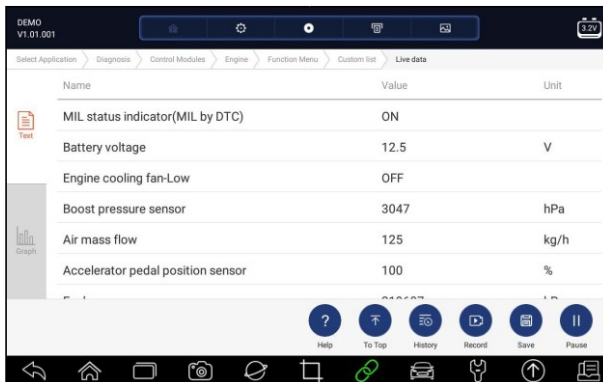 DEMO
V1.01.001
3.2V
Select Application Diagnosis Control Modules Engine Function Menu Custom list Live data
Name Value Unit
Text
MIL status indicator(MIL by DTC) ON
Battery voltage 12.5 V
Engine cooling fan-Low OFF
Boost pressure sensor 3047 hPa
Graph
Air mass flow 125 kg/h
Accelerator pedal position sensor 100 %
Help To Top History Record Save Pause